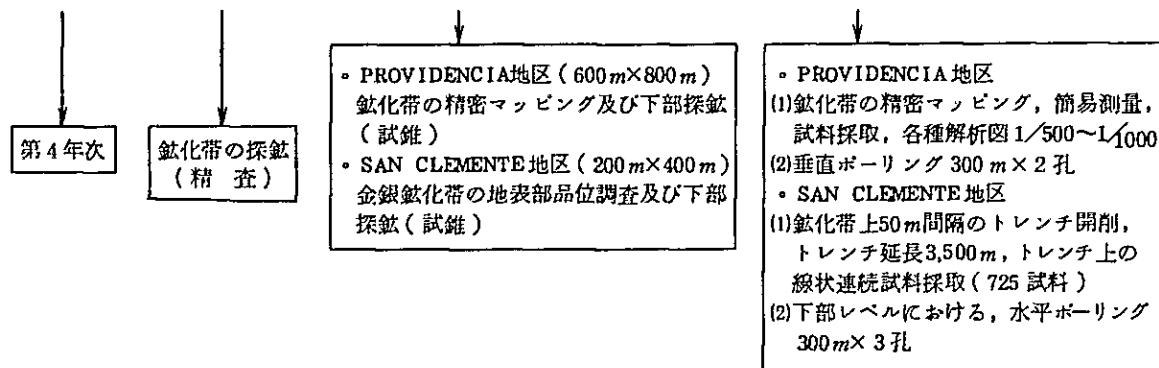 第4年次
鉱化帯の探鉱
（精 査）
◦ PROVIDENCIA地区（600m×800m）
鉱化帯の精密マッピング及び下部探鉱
（試錐）
◦ SAN CLEMENTE地区（200m×400m）
金銀鉱化帯の地表部品位調査及び下部
探鉱（試錐）
◦ PROVIDENCIA地区
(1)鉱化帯の精密マッピング，簡易測量，
試料採取，各種解析図1/500～1/1000
(2)垂直ボーリング 300m×2孔
◦ SAN CLEMENTE地区
(1)鉱化帯上50m間隔のトレンチ開削，
トレンチ延長3,500m，トレンチ上の
線状連続試料採取（725試料）
(2)下部レベルにおける，水平ボーリング
300m×3孔